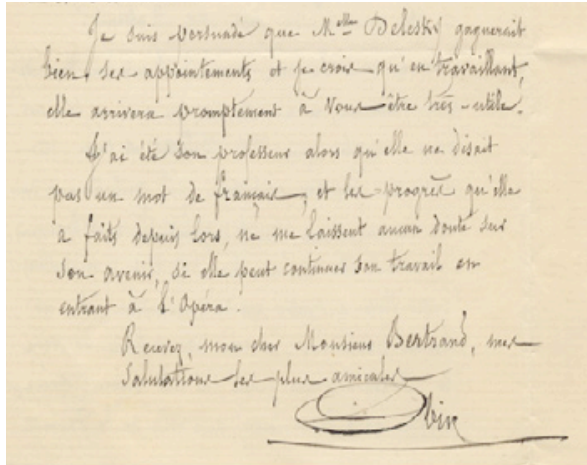 Je suis persuadé que Melle Delesky gagnerait
bien ses appointements et je crois qu'en travaillant,
elle arrivera promptement à vous être très-utile.
J'ai été son professeur alors qu'elle ne disait
pas un mot de français, et les progrès qu'elle
a faits depuis lors, ne me laissent aucun doute sur
son avenir, si elle peut continuer son travail en
entrant à l'Opéra.
Recevez, mon cher Monsieur Bertrand, mes
salutations les plus amicales
Obin